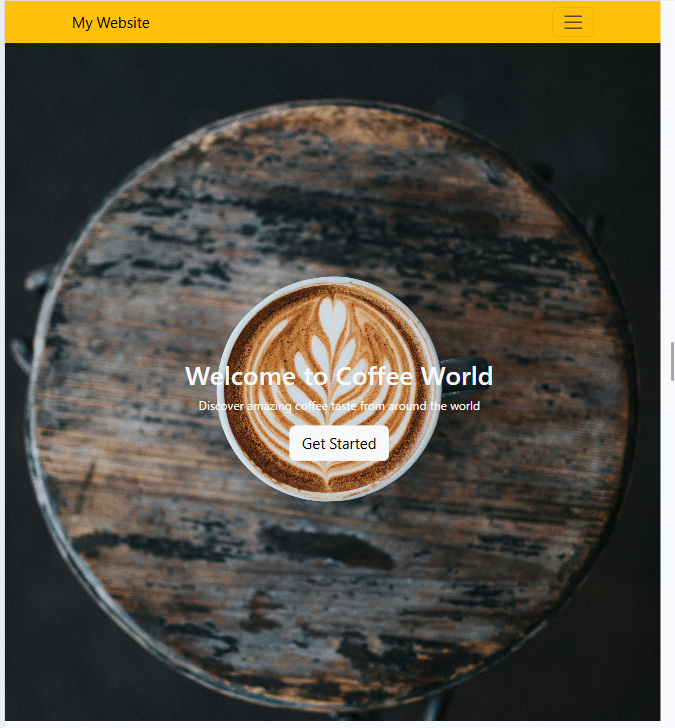 My Website
Welcome to Coffee World
Discover amazing coffee taste from around the world
Get Started